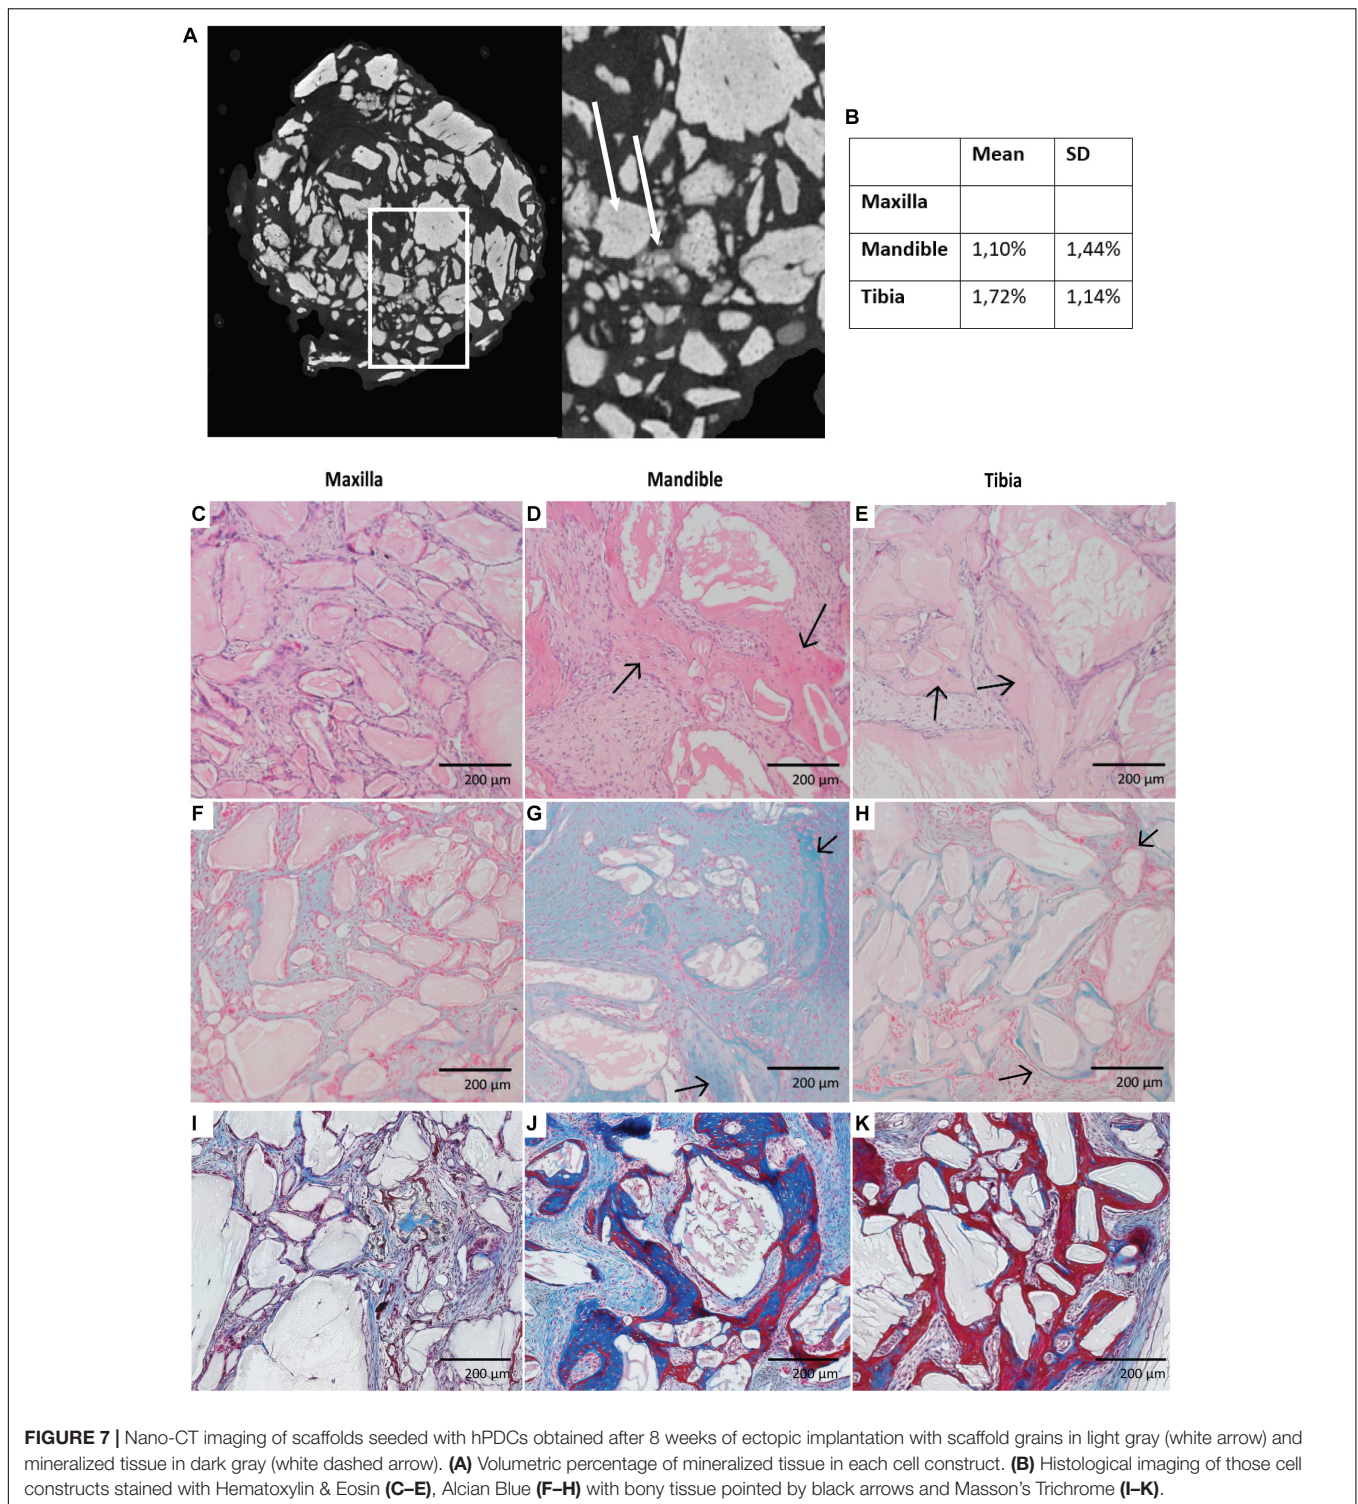 A
B
Mean SD
Maxilla
Mandible 1,10% 1,44%
Tibia 1,72% 1,14%
Maxilla Mandible Tibia
C D E
200 µm 200 µm 200 µm
F G H
200 µm 200 µm 200 µm
I J K
200 µm 200 µm 200 µm
FIGURE 7 | Nano-CT imaging of scaffolds seeded with hPDCs obtained after 8 weeks of ectopic implantation with scaffold grains in light gray (white arrow) and
mineralized tissue in dark gray (white dashed arrow). (A) Volumetric percentage of mineralized tissue in each cell construct. (B) Histological imaging of those cell
constructs stained with Hematoxylin & Eosin (C–E), Alcian Blue (F–H) with bony tissue pointed by black arrows and Masson's Trichrome (I–K).